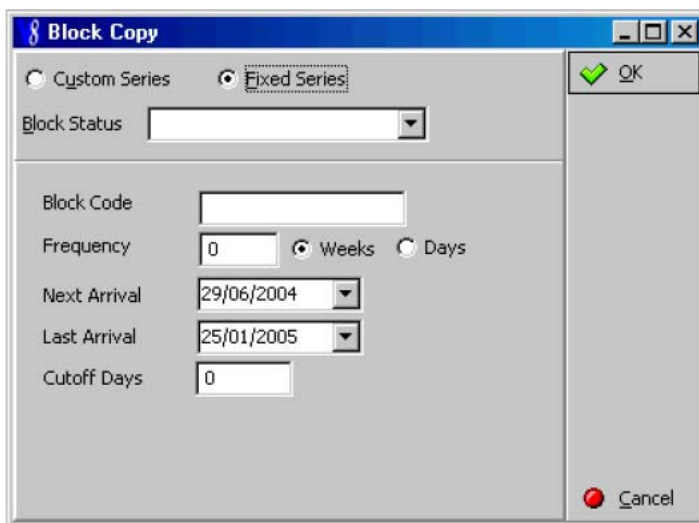 Block Copy
Custom Series Fixed Series
OK
Block Status
Block Code
Frequency 0 Weeks Days
Next Arrival 29/06/2004
Last Arrival 25/01/2005
Cutoff Days 0
Cancel